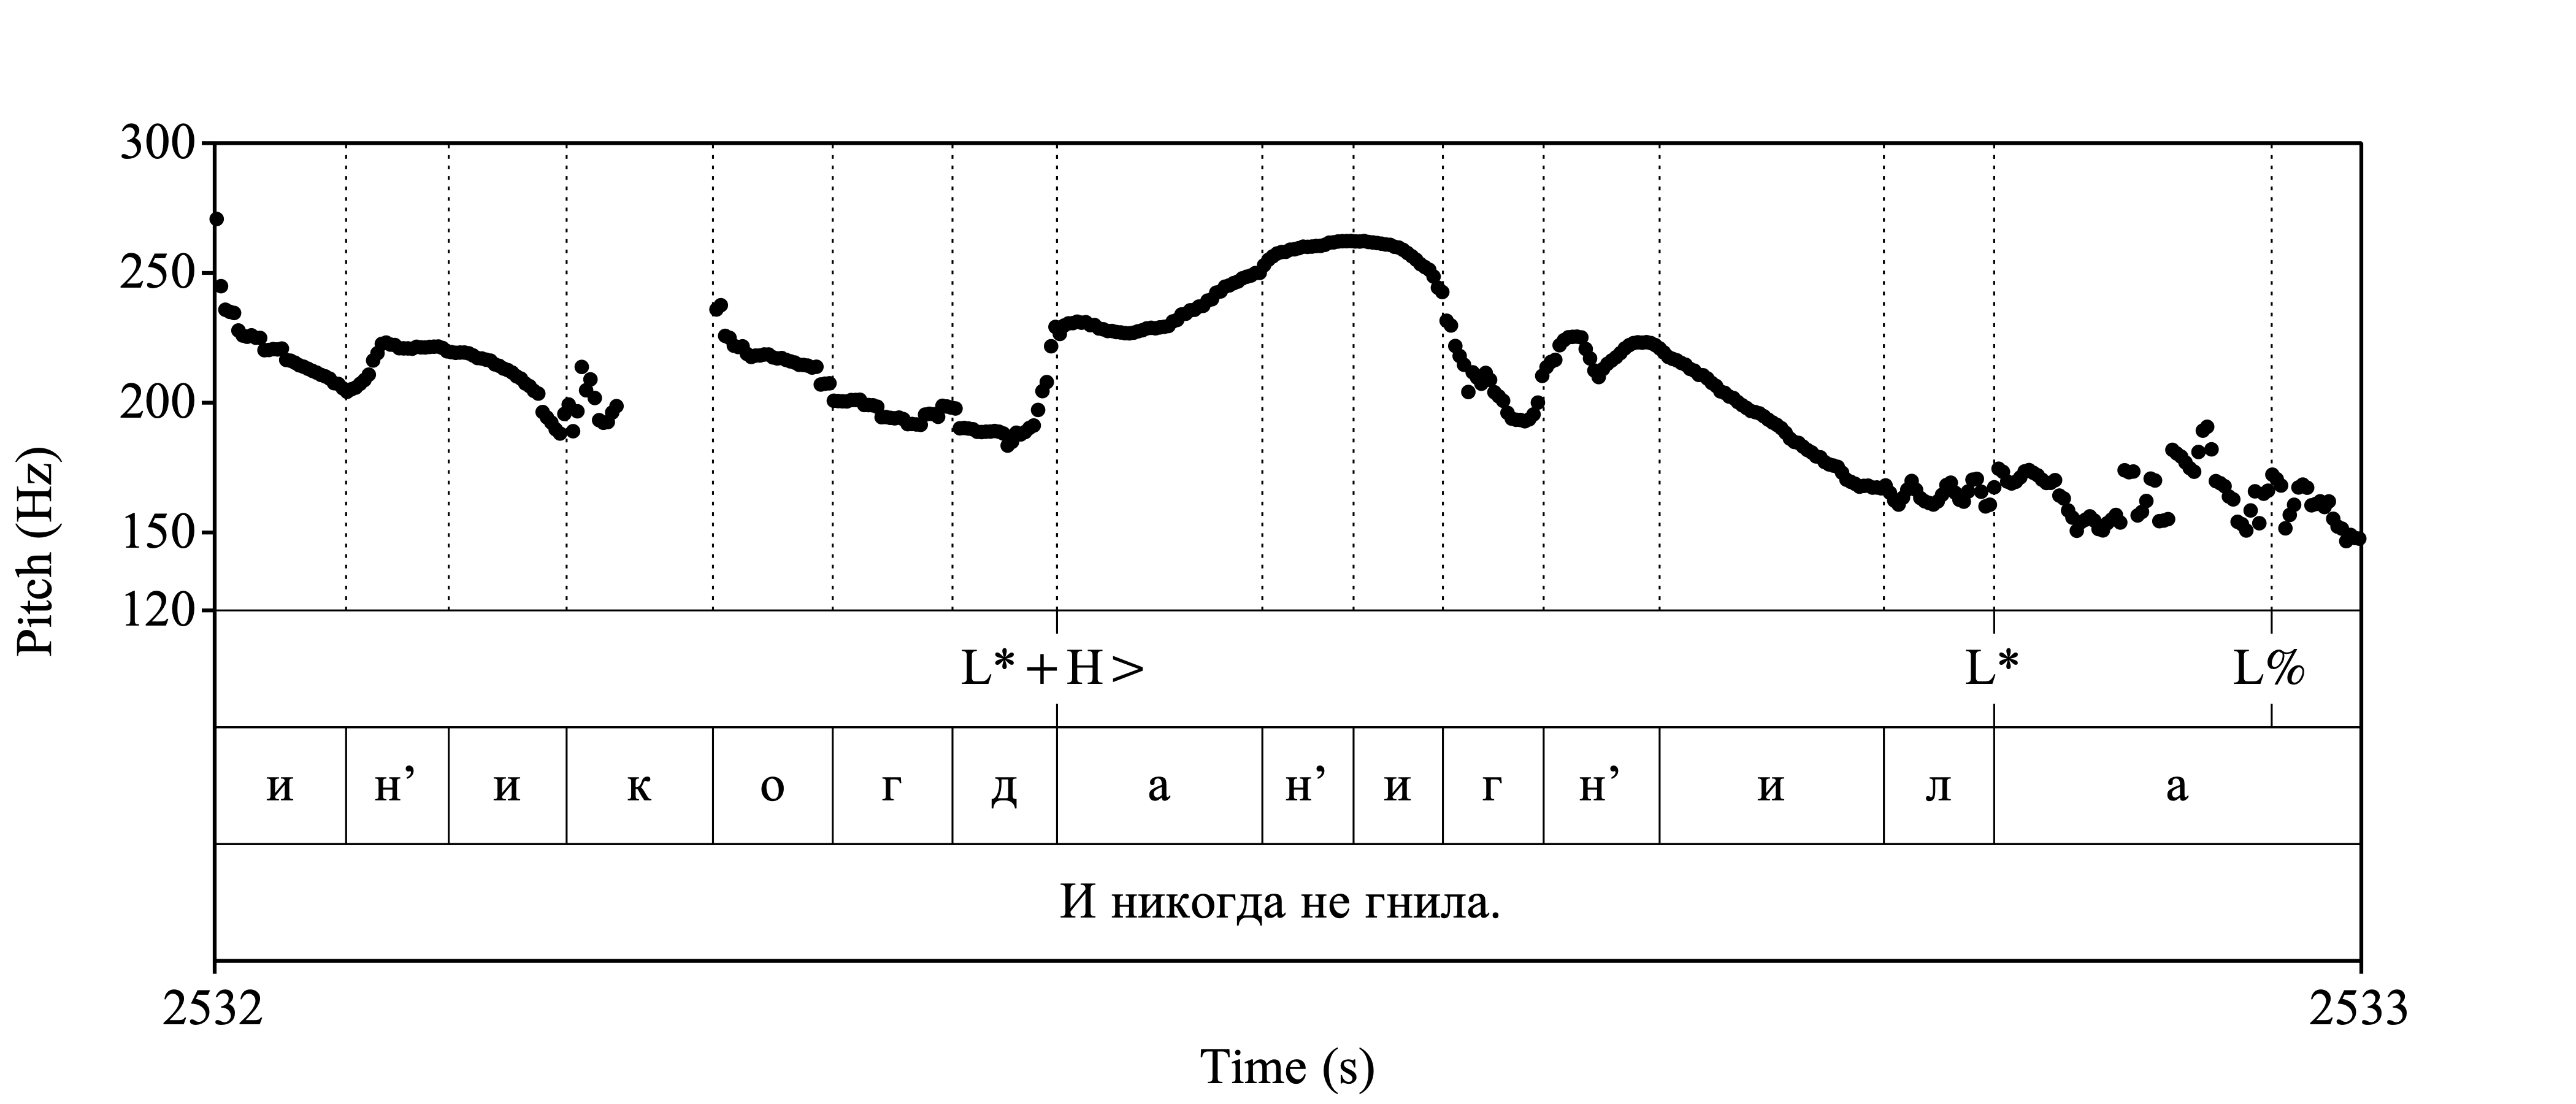 300
250
200
150
120
Pitch (Hz)
L*+H> L* L%
и н’ и к о г д а н’ и г н’ и л а
И никогда не гнила.
2532 2533
Time (s)